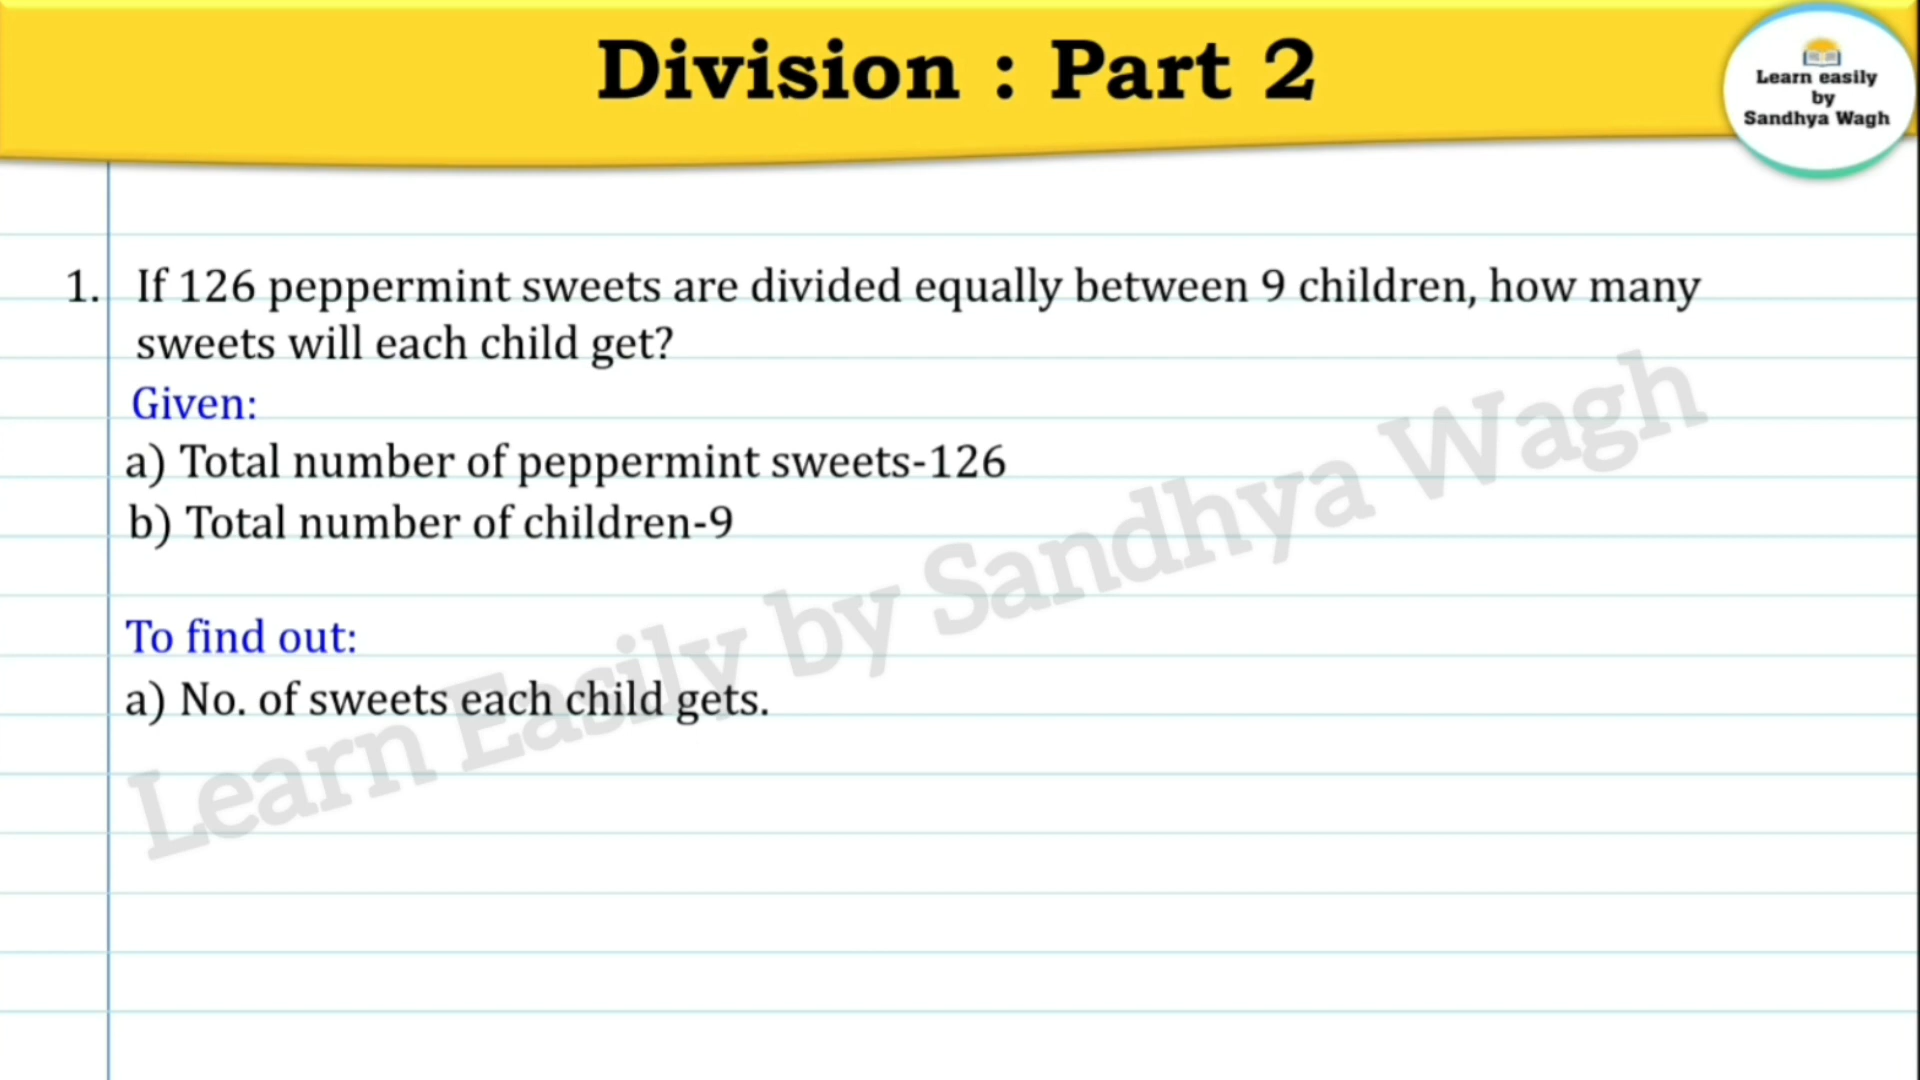 Division : Part 2
Learn easily
by
Sandhya Wagh
1. If 126 peppermint sweets are divided equally between 9 children, how many
sweets will each child get?
Given:
a) Total number of peppermint sweets-126
b) Total number of children-9
To find out:
a) No. of sweets each child gets.
Learn Easily by Sandhya Wagh